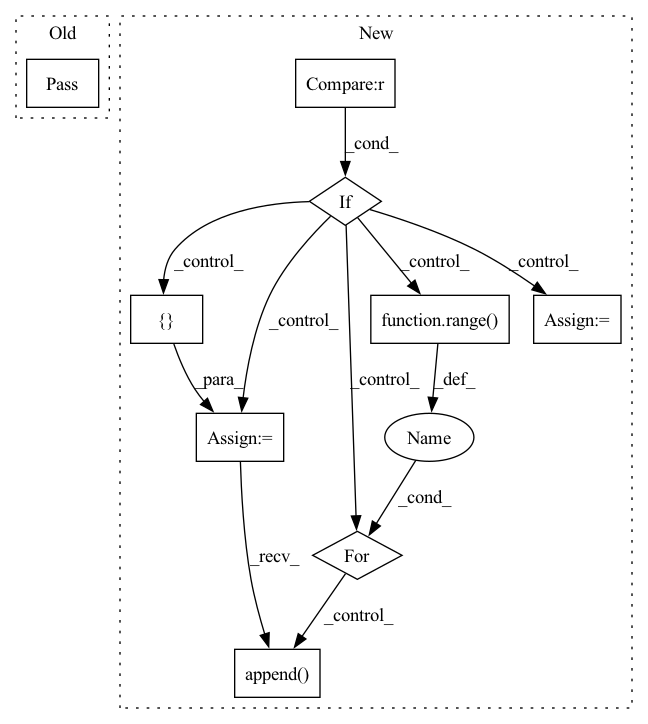 Old
New
Pass
Compare:r
_cond_
If
_control_
_control_
_control_
_control_
_control_
{}
function.range()
Assign:=
_para_
_def_
Assign:=
Name
_cond_
For
_recv_
_control_
append()